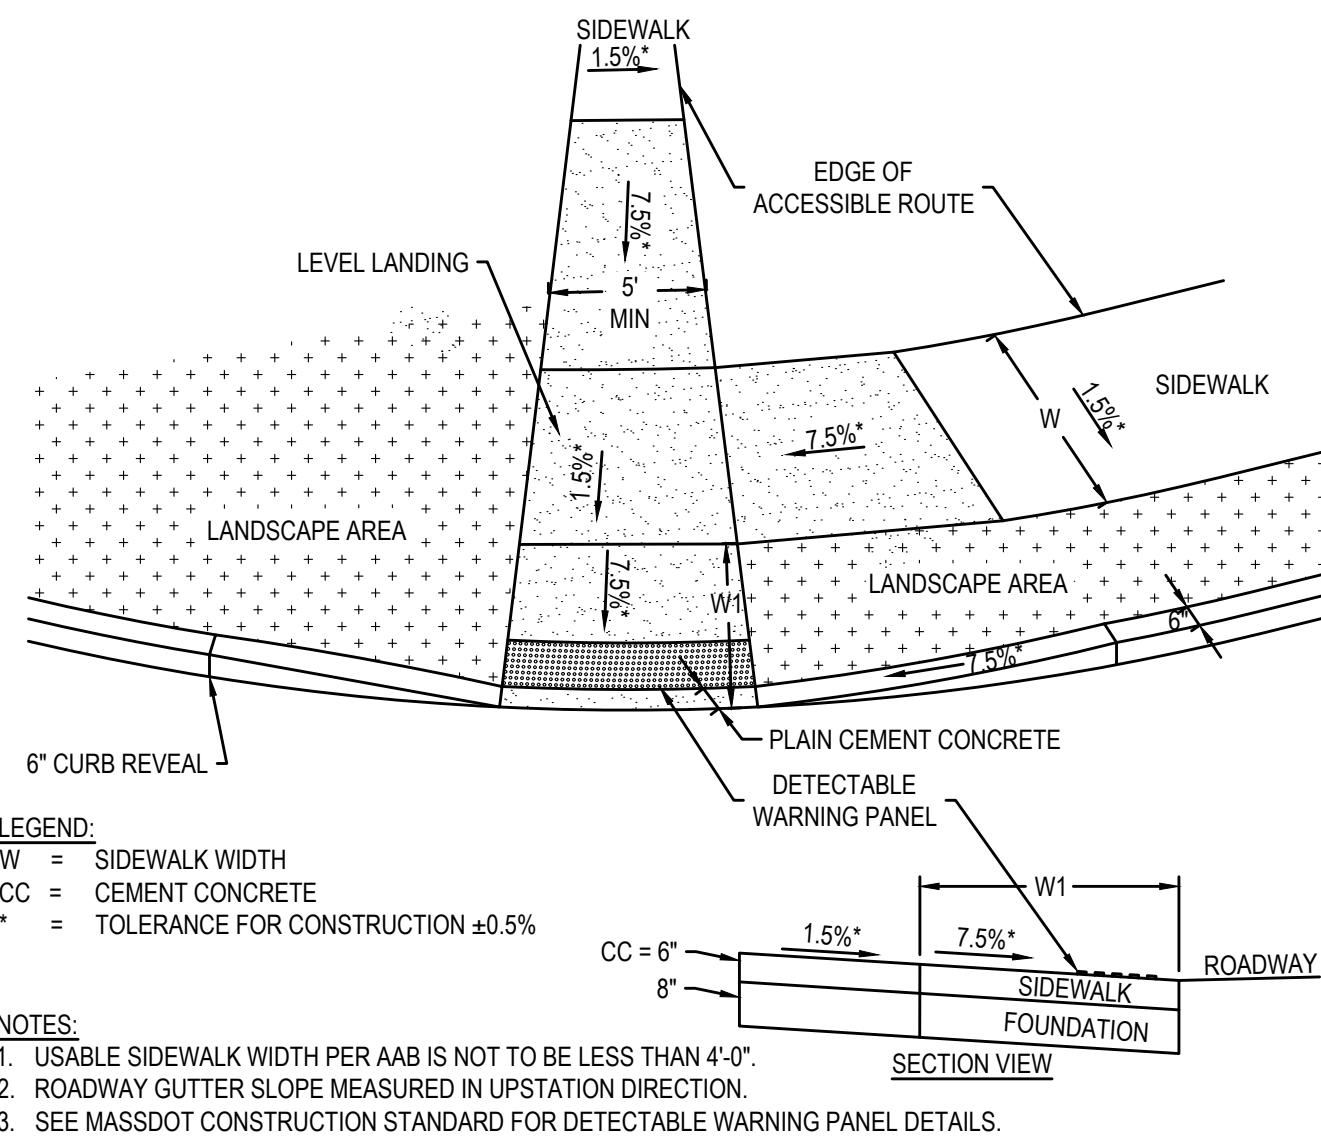 SIDEWALK
1.5%*
EDGE OF
ACCESSIBLE ROUTE
7.5%*
LEVEL LANDING
5'
MIN
SIDEWALK
1.5%*
W
7.5%*
1.5%*
LANDSCAPE AREA
7.5%*
W1
LANDSCAPE AREA
6"
7.5%*
PLAIN CEMENT CONCRETE
6" CURB REVEAL
DETECTABLE
WARNING PANEL
LEGEND:
W = SIDEWALK WIDTH
CC = CEMENT CONCRETE
* = TOLERANCE FOR CONSTRUCTION ±0.5%
W1
1.5%*
7.5%*
CC = 6"
ROADWAY
8"
SIDEWALK
FOUNDATION
SECTION VIEW
NOTES:
1. USABLE SIDEWALK WIDTH PER AAB IS NOT TO BE LESS THAN 4'-0".
2. ROADWAY GUTTER SLOPE MEASURED IN UPSTATION DIRECTION.
3. SEE MASSDOT CONSTRUCTION STANDARD FOR DETECTABLE WARNING PANEL DETAILS.